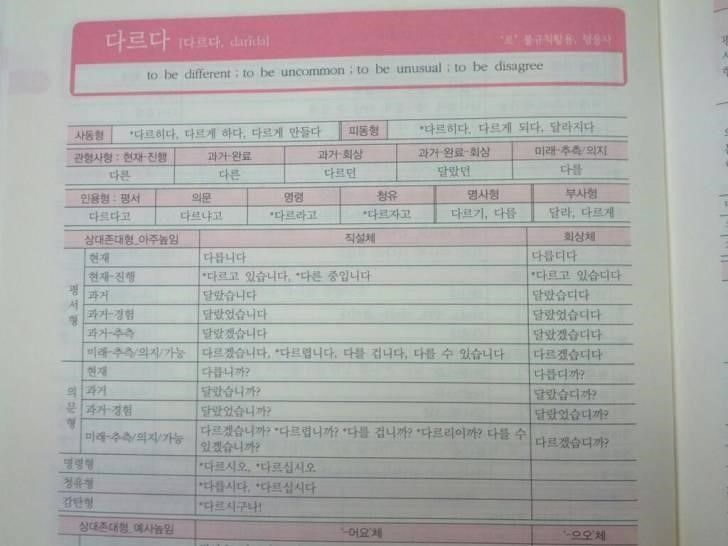 다르다 [다르다, darïda] '르' 불규칙활용, 형용사
to be different ; to be uncommon ; to be unusual ; to be disagree
사동형 *다르히다, 다르게 하다, 다르게 만들다 피동형 *다르히다, 다르게 되다, 달라지다
관형사형 : 현재-진행 과거-완료 과거-회상 과거-완료-회상 미래-추측/의지
다른 다른 다르던 달랐던 다를
인용형 : 평서 의문 명령 청유 명사형 부사형
다르다고 다르냐고 *다르라고 *다르자고 다르기, 다름 달라, 다르게
상대존대형_아주높임 직설체 회상체
평서형
현재 다릅니다 다릅디다
현재-진행 *다르고 있습니다, *다른 중입니다 *다르고 있습디다
과거 달랐습니다 달랐습디다
과거-경험 달랐었습니다 달랐었습디다
과거-추측 달랐겠습니다 달랐겠습디다
미래-추측/의지/가능 다르겠습니다, *다르렵니다, 다를 겁니다, 다를 수 있습니다 다르겠습디다
의문형
현재 다릅니까? 다릅디까?
과거 달랐습니까? 달랐습디까?
과거-경험 달랐었습니까? 달랐었습디까?
미래-추측/의지/가능 다르겠습니까? *다르렵니까? *다를 겁니까? *다르리이까? 다를 수
있겠습니까? 다르겠습디까?
명령형 *다르시오, *다르십시오
청유형 *다릅시다, *다르십시다
감탄형 *다르시구나!
상대존대형_예사높임 '-어요'체 '-으오'체